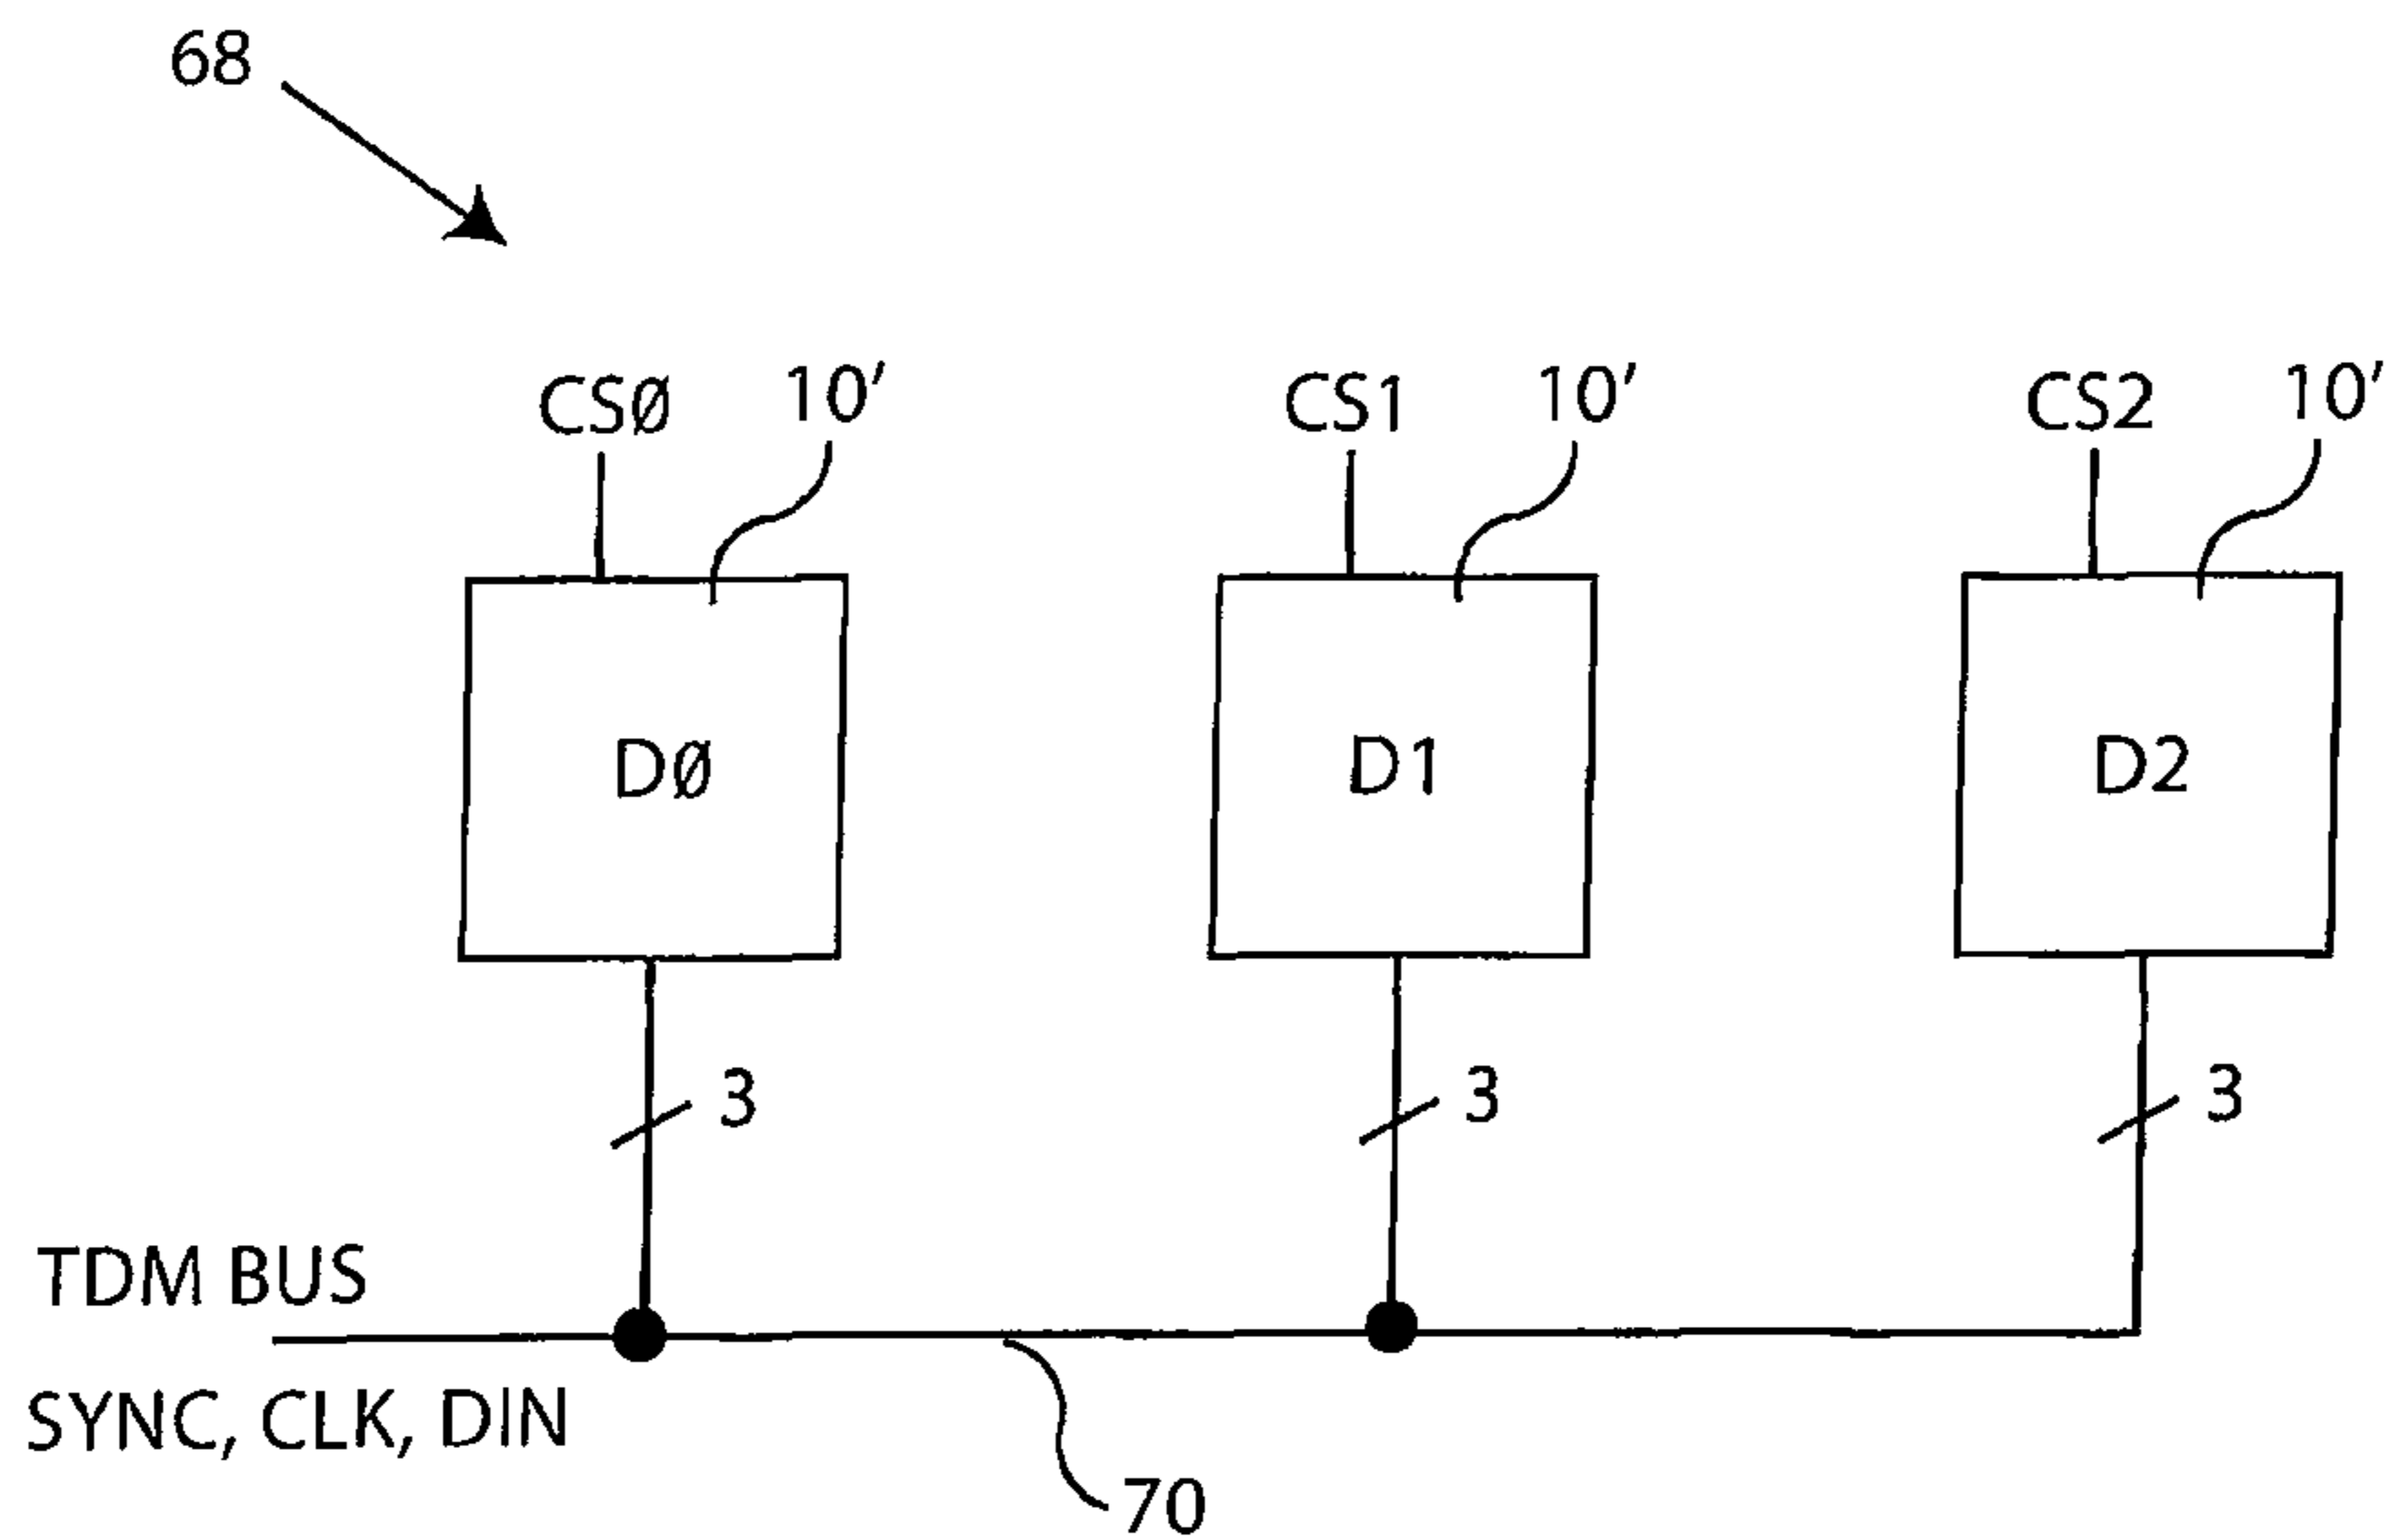 68
CSØ 10′ CS1 10′ CS2 10′
DØ D1 D2
3 3 3
TDM BUS
SYNC, CLK, DIN
70